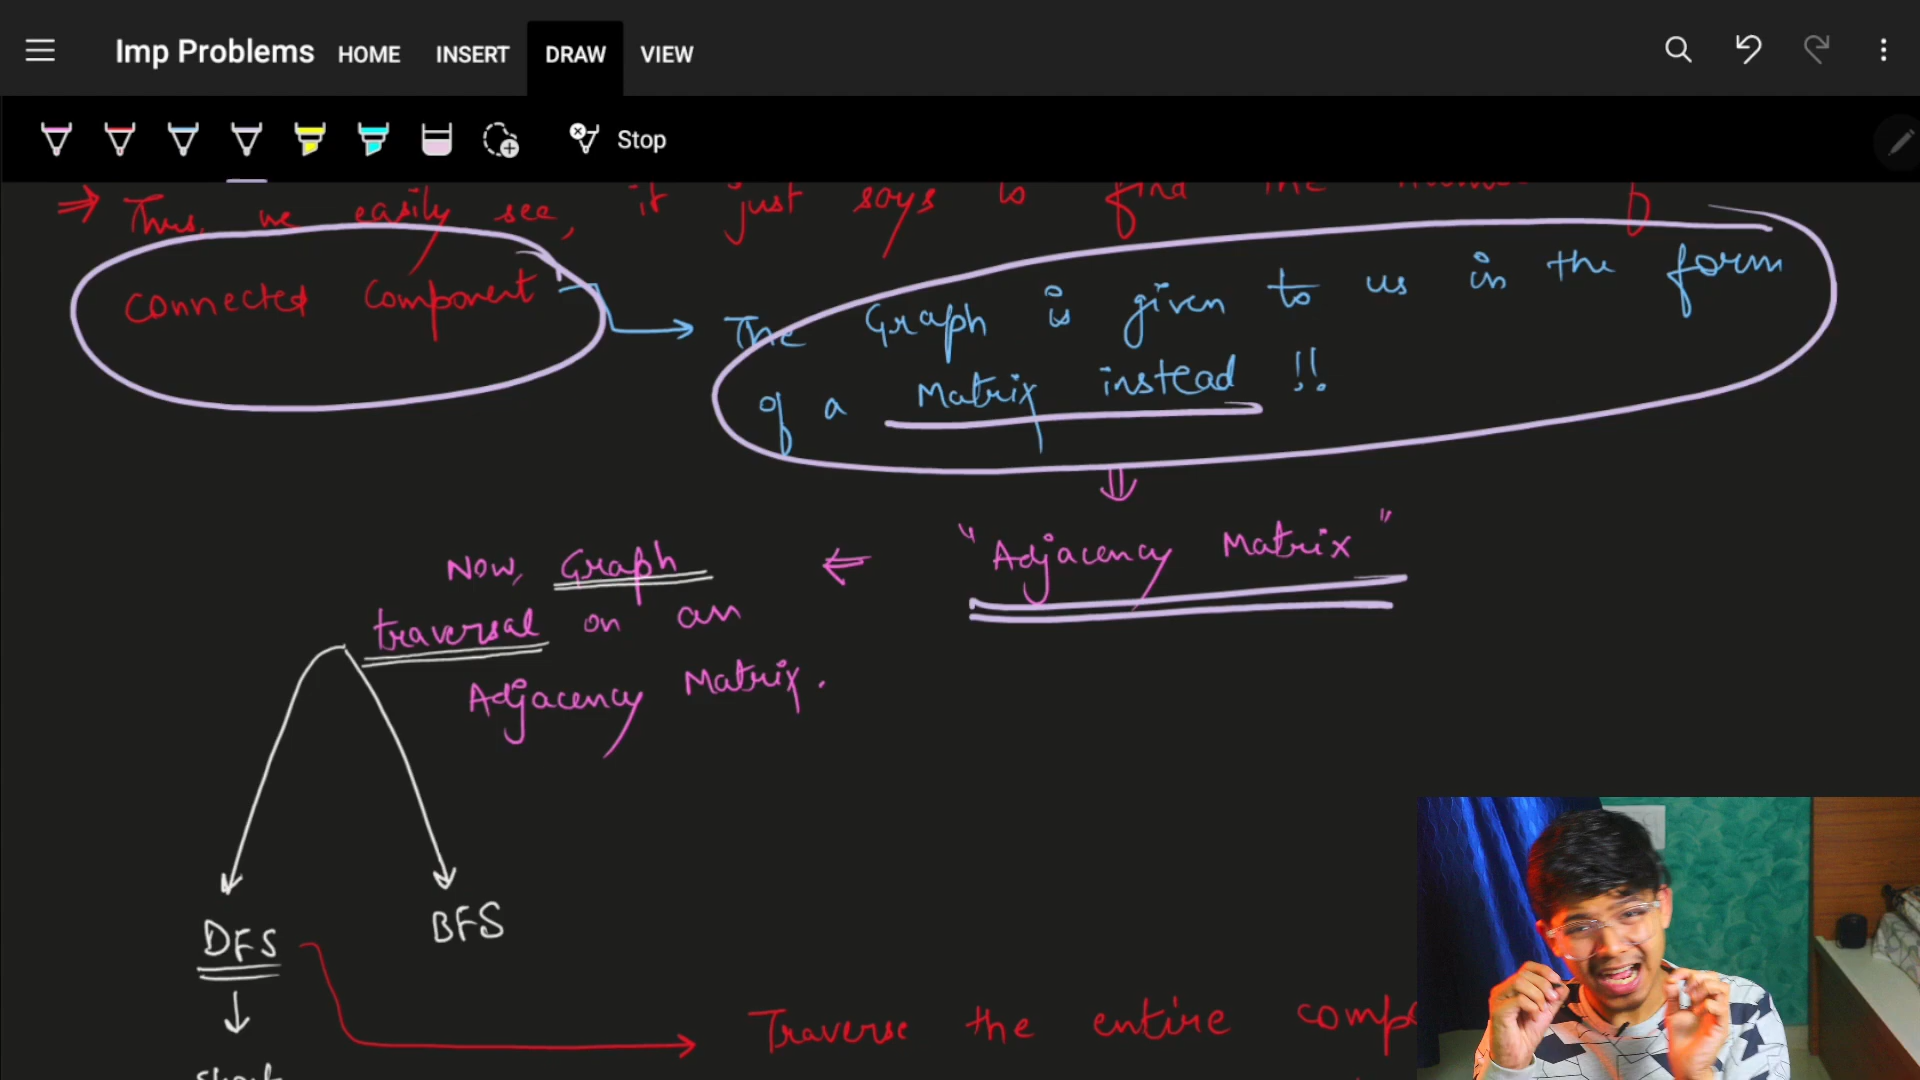 Imp Problems HOME INSERT DRAW VIEW
Stop
⇒ Thus, we easily see, it just says to find the number of
connected component → The Graph is given to us in the form
of a Matrix instead !!
"Adjacency Matrix"
Now, Graph
traversal on an
Adjacency Matrix.
DFS
BFS
Traverse the entire